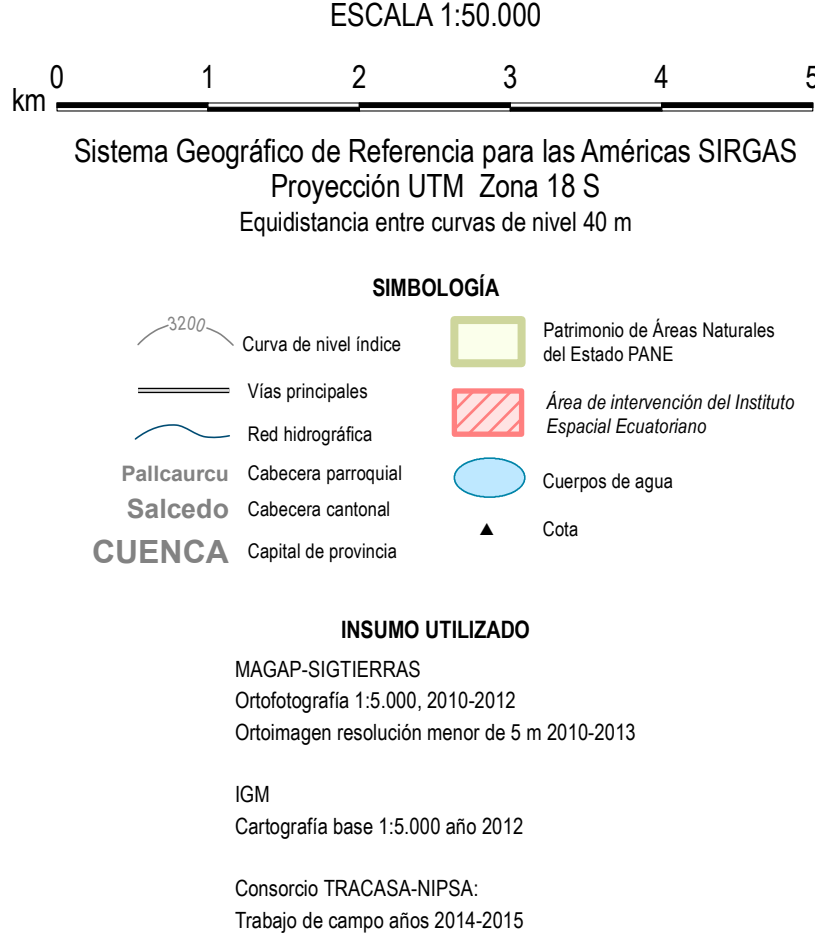 ESCALA 1:50.000
0 1 2 3 4 5
km
Sistema Geográfico de Referencia para las Américas SIRGAS
Proyección UTM Zona 18 S
Equidistancia entre curvas de nivel 40 m
SIMBOLOGÍA
3200
Curva de nivel índice
Vías principales
Red hidrográfica
Pallcaurcu Cabecera parroquial
Salcedo Cabecera cantonal
CUENCA Capital de provincia
Patrimonio de Áreas Naturales
del Estado PANE
Área de intervención del Instituto
Espacial Ecuatoriano
Cuerpos de agua
Cota
INSUMO UTILIZADO
MAGAP-SIGTIERRAS
Ortofotografía 1:5.000, 2010-2012
Ortoimagen resolución menor de 5 m 2010-2013
IGM
Cartografía base 1:5.000 año 2012
Consorcio TRACASA-NIPSA:
Trabajo de campo años 2014-2015